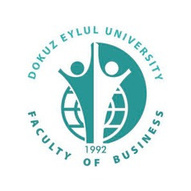 DOKUZ EYLUL UNIVERSITY
1992
FACULTY OF BUSINESS